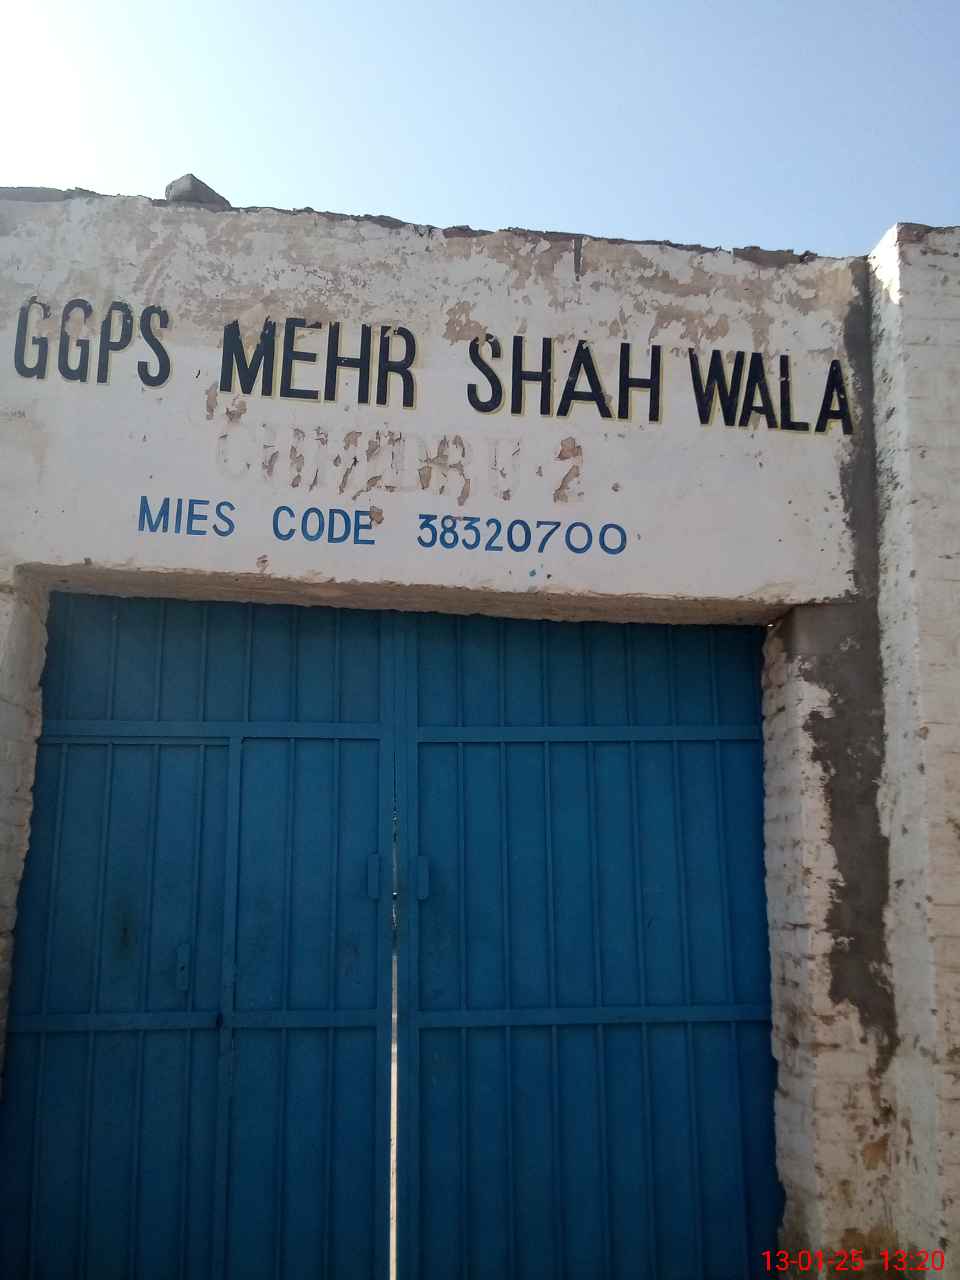 GGPS MEHR SHAH WALA
MIES CODE 38320700
13-01-25 13:20